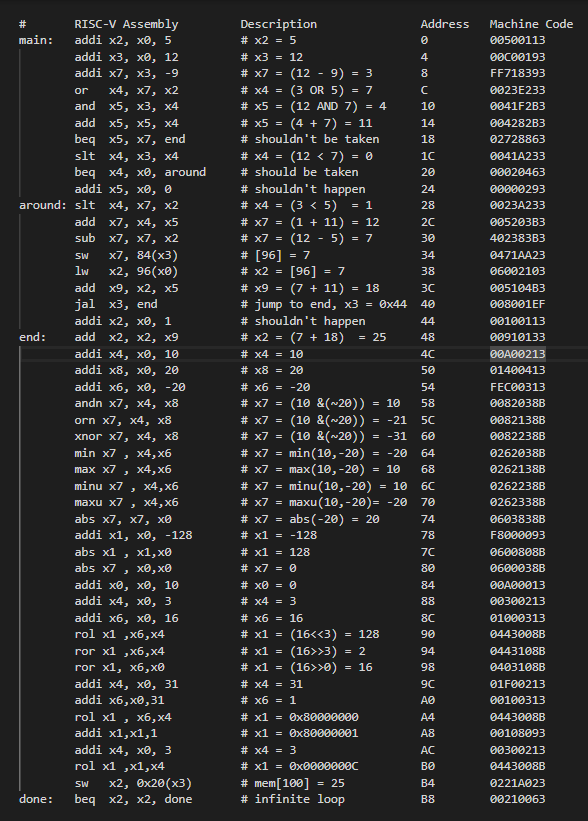 # RISC-V Assembly Description Address Machine Code
main: addi x2, x0, 5 # x2 = 5 0 00500113
addi x3, x0, 12 # x3 = 12 4 00C00193
addi x7, x3, -9 # x7 = (12 - 9) = 3 8 FF718393
or x4, x7, x2 # x4 = (3 OR 5) = 7 C 0023E233
and x5, x3, x4 # x5 = (12 AND 7) = 4 10 0041F2B3
add x5, x5, x4 # x5 = (4 + 7) = 11 14 004282B3
beq x5, x7, end # shouldn't be taken 18 02728863
slt x4, x3, x4 # x4 = (12 < 7) = 0 1C 0041A233
beq x4, x0, around # should be taken 20 00020463
addi x5, x0, 0 # shouldn't happen 24 00000293
around: slt x4, x7, x2 # x4 = (3 < 5) = 1 28 0023A233
add x7, x4, x5 # x7 = (1 + 11) = 12 2C 005203B3
sub x7, x7, x2 # x7 = (12 - 5) = 7 30 402383B3
sw x7, 84(x3) # [96] = 7 34 0471AA23
lw x2, 96(x0) # x2 = [96] = 7 38 06002103
add x9, x2, x5 # x9 = (7 + 11) = 18 3C 005104B3
jal x3, end # jump to end, x3 = 0x44 40 008001EF
addi x2, x0, 1 # shouldn't happen 44 00100113
end: add x2, x2, x9 # x2 = (7 + 18) = 25 48 00910133
addi x4, x0, 10 # x4 = 10 4C 00A00213
addi x8, x0, 20 # x8 = 20 50 01400413
addi x6, x0, -20 # x6 = -20 54 FEC00313
andn x7, x4, x8 # x7 = (10 &(~20)) = 10 58 0082038B
orn x7, x4, x8 # x7 = (10 &(~20)) = -21 5C 0082138B
xnor x7, x4, x8 # x7 = (10 &(~20)) = -31 60 0082238B
min x7 , x4,x6 # x7 = min(10,-20) = -20 64 0262038B
max x7 , x4,x6 # x7 = max(10,-20) = 10 68 0262138B
minu x7 , x4,x6 # x7 = minu(10,-20) = 10 6C 0262238B
maxu x7 , x4,x6 # x7 = maxu(10,-20)= -20 70 0262338B
abs x7, x7, x0 # x7 = abs(-20) = 20 74 0603838B
addi x1, x0, -128 # x1 = -128 78 F8000093
abs x1 , x1,x0 # x1 = 128 7C 0600808B
abs x7 , x0,x0 # x7 = 0 80 0600038B
addi x0, x0, 10 # x0 = 0 84 00A00013
addi x4, x0, 3 # x4 = 3 88 00300213
addi x6, x0, 16 # x6 = 16 8C 01000313
rol x1 ,x6,x4 # x1 = (16<<3) = 128 90 0443008B
ror x1 ,x6,x4 # x1 = (16>>3) = 2 94 0443108B
ror x1, x6,x0 # x1 = (16>>0) = 16 98 0403108B
addi x4, x0, 31 # x4 = 31 9C 01F00213
addi x6,x0,31 # x6 = 1 A0 00100313
rol x1 , x6,x4 # x1 = 0x80000000 A4 0443008B
addi x1,x1,1 # x1 = 0x80000001 A8 00108093
addi x4, x0, 3 # x4 = 3 AC 00300213
rol x1 ,x1,x4 # x1 = 0x0000000C B0 0443008B
sw x2, 0x20(x3) # mem[100] = 25 B4 0221A023
done: beq x2, x2, done # infinite loop B8 00210063